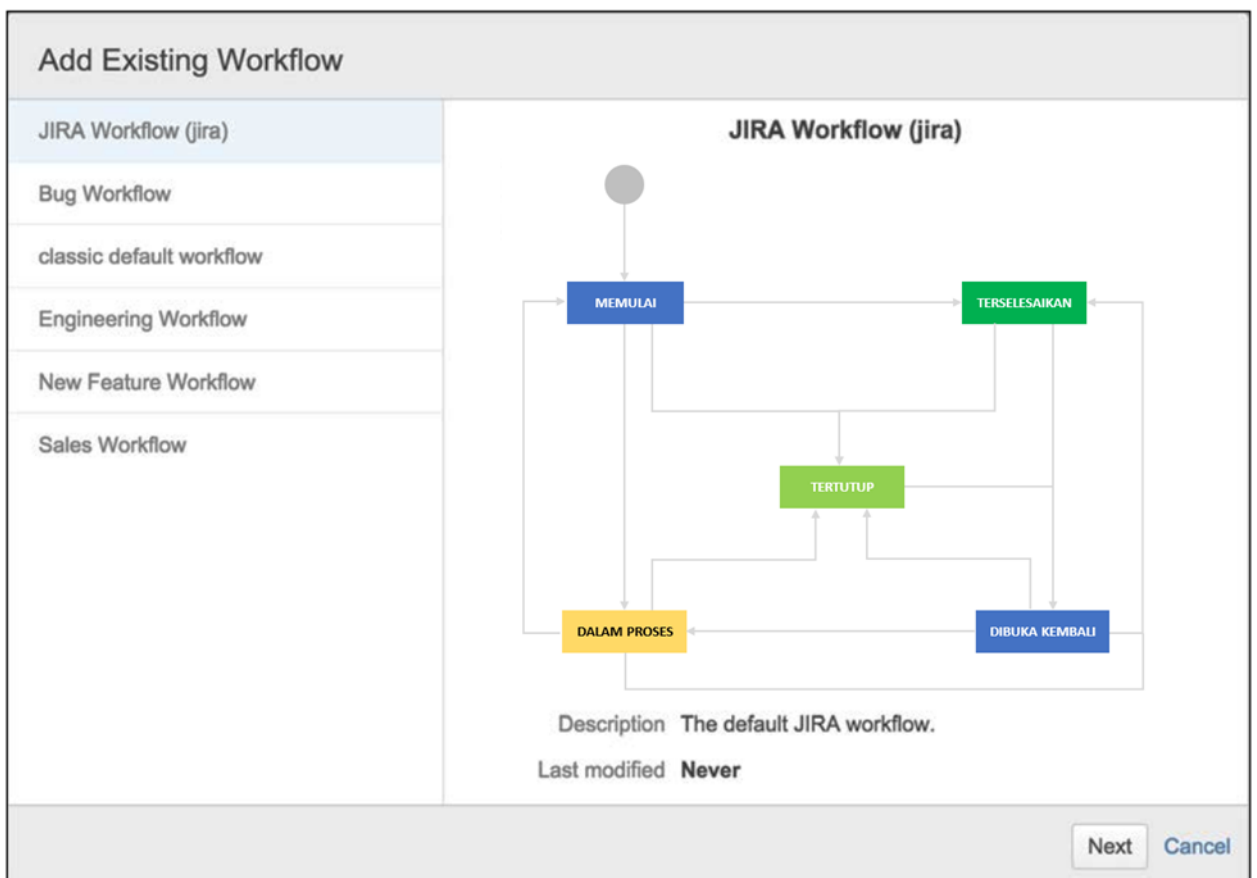 Add Existing Workflow
JIRA Workflow (jira)
Bug Workflow
classic default workflow
Engineering Workflow
New Feature Workflow
Sales Workflow
JIRA Workflow (jira)
MEMULAI
TERSELESAIKAN
TERTUTUP
DALAM PROSES
DIBUKA KEMBALI
Description The default JIRA workflow.
Last modified Never
Next Cancel